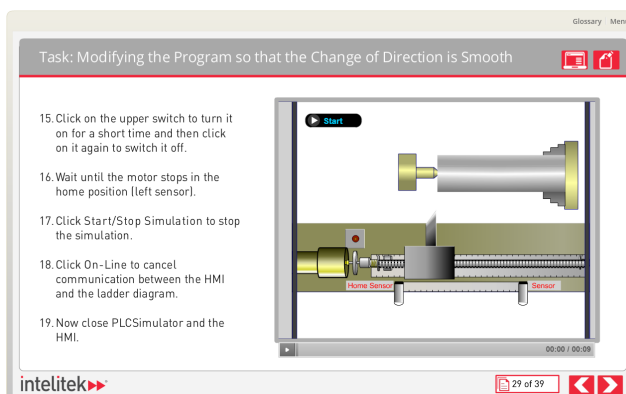 Glossary Menu
Task: Modifying the Program so that the Change of Direction is Smooth
15. Click on the upper switch to turn it
on for a short time and then click
on it again to switch it off.
16. Wait until the motor stops in the
home position (left sensor).
17. Click Start/Stop Simulation to stop
the simulation.
18. Click On-Line to cancel
communication between the HMI
and the ladder diagram.
19. Now close PLCSimulator and the
HMI.
Start
Home Sensor
Sensor
00:00 / 00:09
intelitek
29 of 39